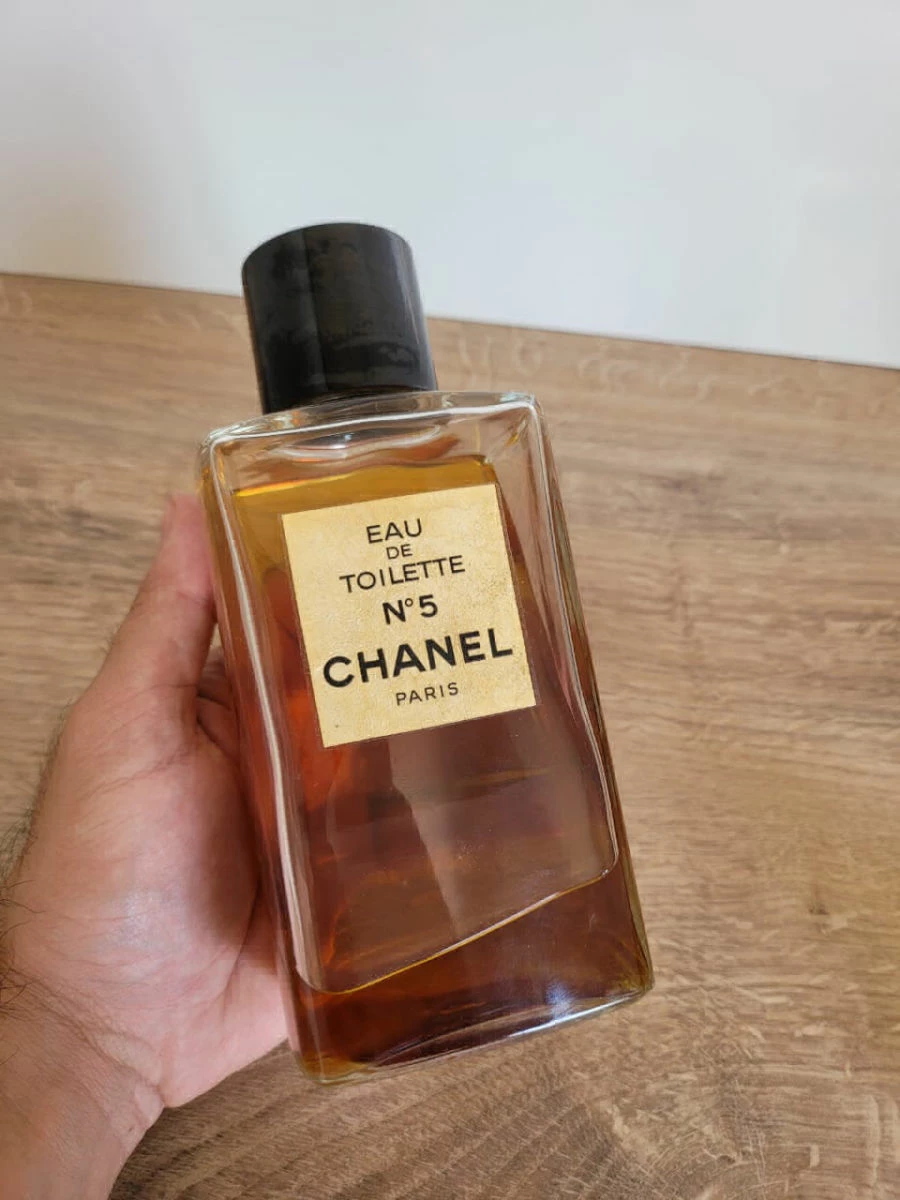 EAU
DE
TOILETTE
N° 5
CHANEL
PARIS